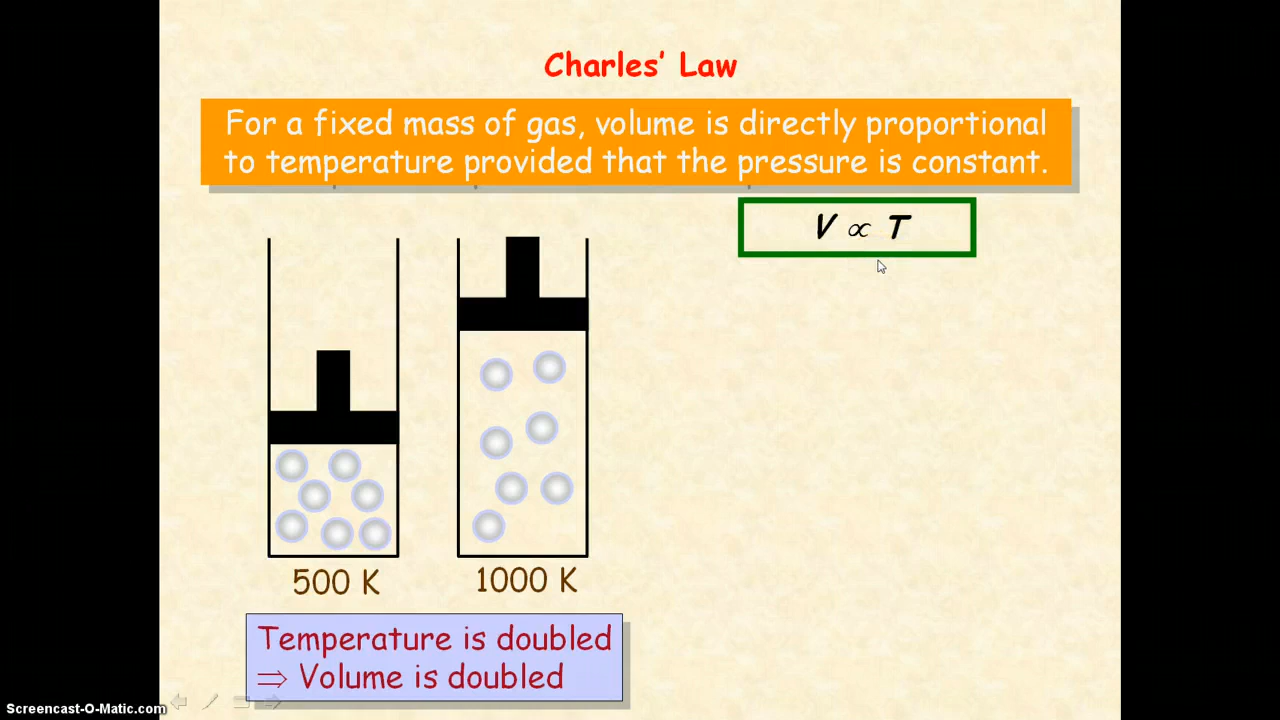 Charles’ Law
For a fixed mass of gas, volume is directly proportional
to temperature provided that the pressure is constant.
V ∝ T
500 K
1000 K
Temperature is doubled
⇒ Volume is doubled
Screencast-O-Matic.com